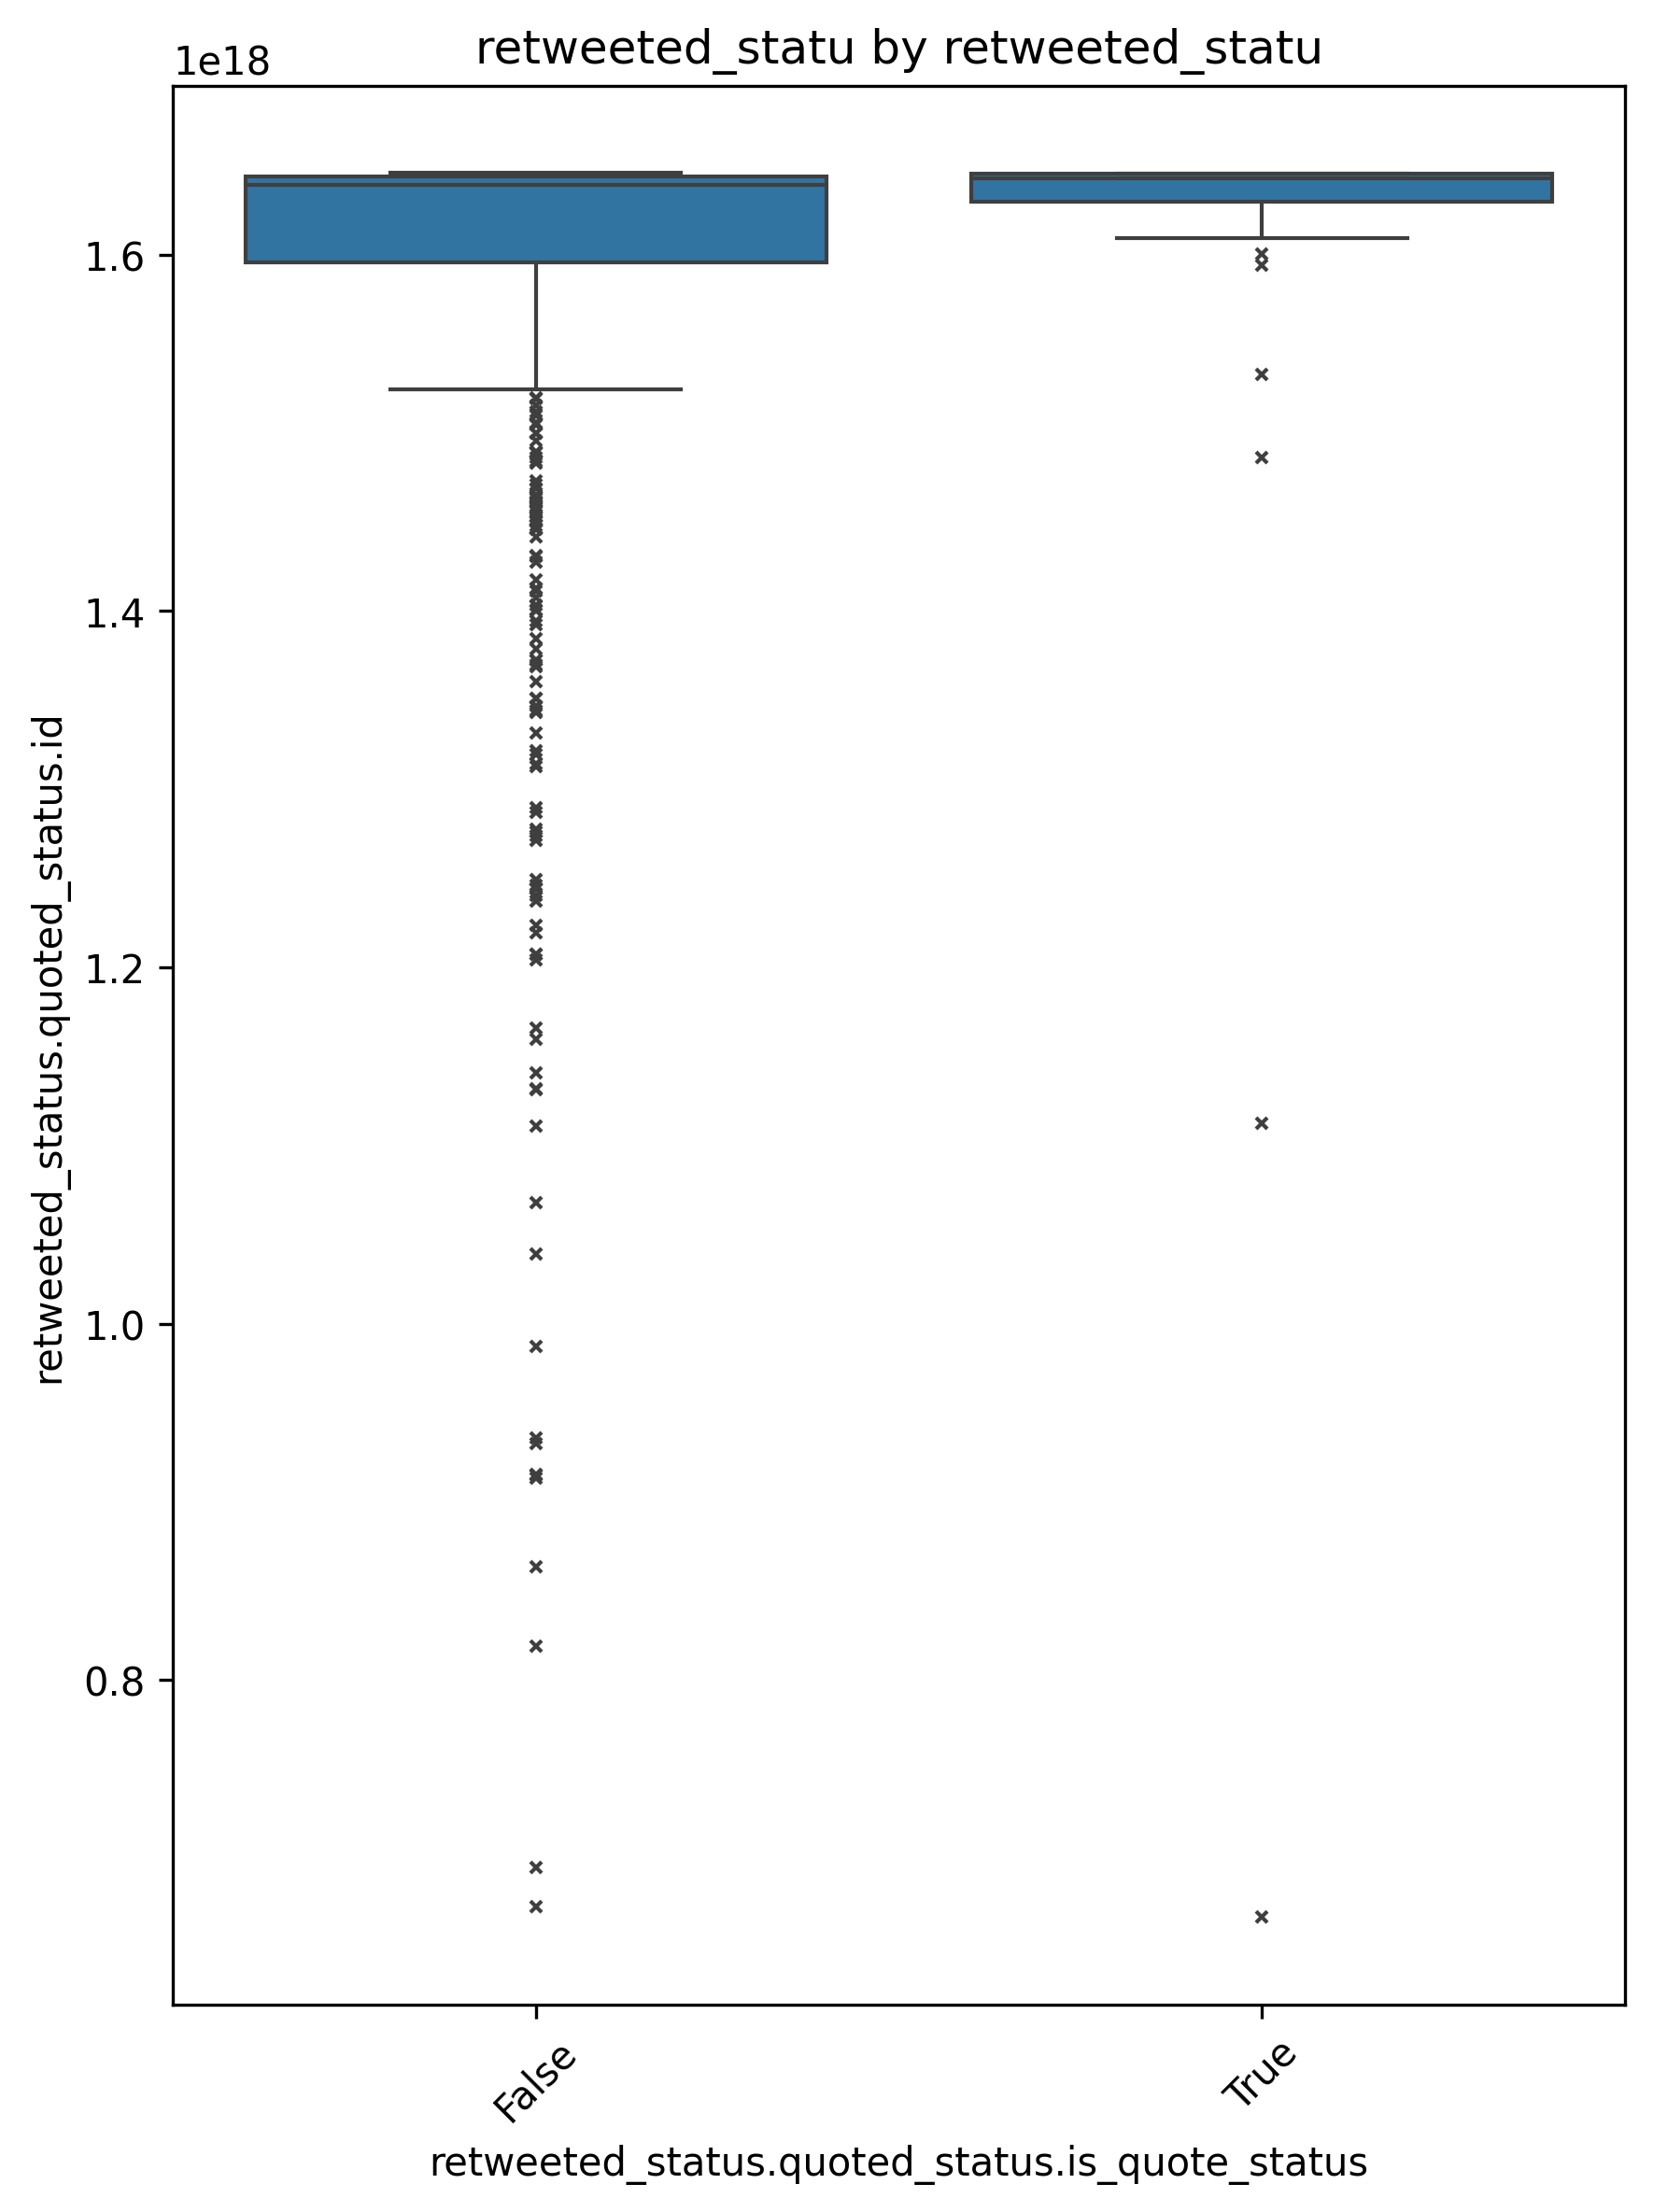 retweeted_statu by retweeted_statu
1e18
1.6
1.4
1.2
1.0
0.8
retweeted_status.quoted_status.id
False
True
retweeted_status.quoted_status.is_quote_status